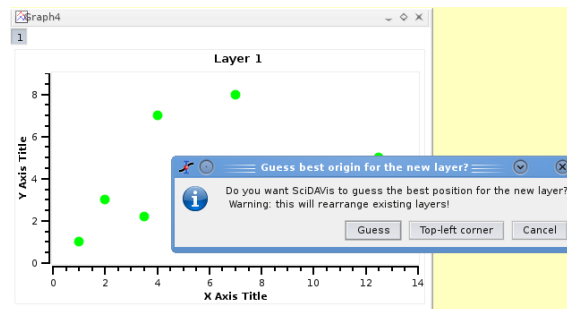 Graph4
1
Layer 1
8
6
4
2
0
Y Axis Title
Guess best origin for the new layer?
Do you want SciDAVis to guess the best position for the new layer?
Warning: this will rearrange existing layers!
Guess Top-left corner Cancel
0 2 4 6 8 10 12 14
X Axis Title